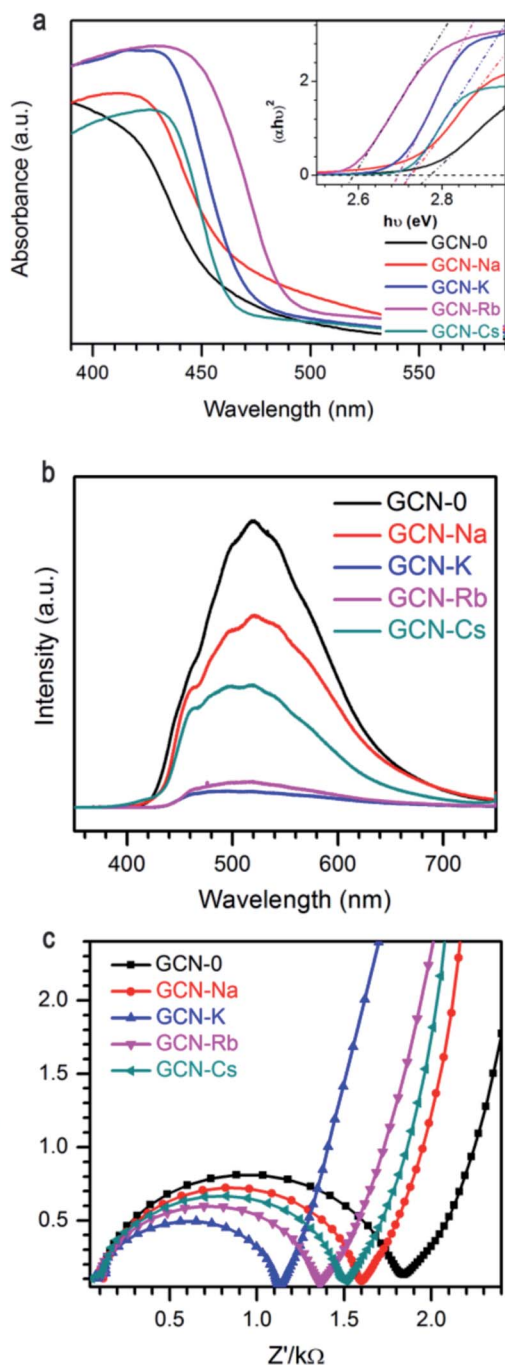 a
Absorbance (a.u.)
(αhυ)²
2
0
2.6 2.8
hυ (eV)
GCN-0
GCN-Na
GCN-K
GCN-Rb
GCN-Cs
400 450 500 550
Wavelength (nm)
b
Intensity (a.u.)
GCN-0
GCN-Na
GCN-K
GCN-Rb
GCN-Cs
400 500 600 700
Wavelength (nm)
c
GCN-0
GCN-Na
GCN-K
GCN-Rb
GCN-Cs
2.0
1.5
1.0
0.5
0.5 1.0 1.5 2.0
Z'/kΩ